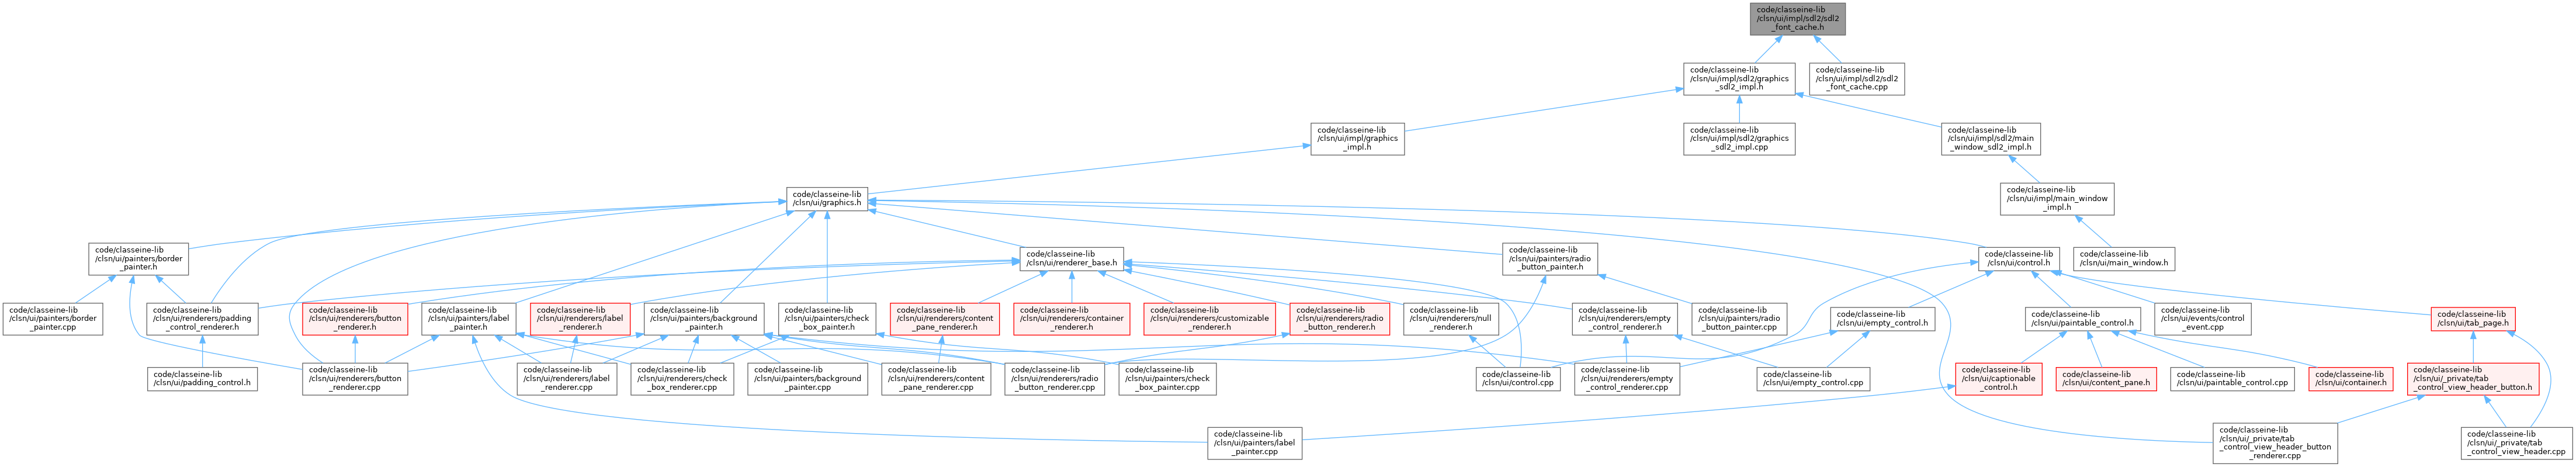 code/classeine-lib
/clsn/ui/impl/sdl2/sdl2
_font_cache.h
code/classeine-lib
/clsn/ui/impl/sdl2/graphics
_sdl2_impl.h
code/classeine-lib
/clsn/ui/impl/sdl2/sdl2
_font_cache.cpp
code/classeine-lib
/clsn/ui/impl/graphics
_impl.h
code/classeine-lib
/clsn/ui/impl/sdl2/graphics
_sdl2_impl.cpp
code/classeine-lib
/clsn/ui/impl/sdl2/main
_window_sdl2_impl.h
code/classeine-lib
/clsn/ui/graphics.h
code/classeine-lib
/clsn/ui/impl/main_window
_impl.h
code/classeine-lib
/clsn/ui/painters/border
_painter.h
code/classeine-lib
/clsn/ui/renderer_base.h
code/classeine-lib
/clsn/ui/painters/radio
_button_painter.h
code/classeine-lib
/clsn/ui/control.h
code/classeine-lib
/clsn/ui/main_window.h
code/classeine-lib
/clsn/ui/painters/border
_painter.cpp
code/classeine-lib
/clsn/ui/renderers/padding
_control_renderer.h
code/classeine-lib
/clsn/ui/renderers/button
_renderer.h
code/classeine-lib
/clsn/ui/painters/label
_painter.h
code/classeine-lib
/clsn/ui/renderers/label
_renderer.h
code/classeine-lib
/clsn/ui/painters/background
_painter.h
code/classeine-lib
/clsn/ui/painters/check
_box_painter.h
code/classeine-lib
/clsn/ui/renderers/content
_pane_renderer.h
code/classeine-lib
/clsn/ui/renderers/container
_renderer.h
code/classeine-lib
/clsn/ui/renderers/customizable
_renderer.h
code/classeine-lib
/clsn/ui/renderers/radio
_button_renderer.h
code/classeine-lib
/clsn/ui/renderers/null
_renderer.h
code/classeine-lib
/clsn/ui/renderers/empty
_control_renderer.h
code/classeine-lib
/clsn/ui/painters/radio
_button_painter.cpp
code/classeine-lib
/clsn/ui/empty_control.h
code/classeine-lib
/clsn/ui/paintable_control.h
code/classeine-lib
/clsn/ui/events/control
_event.cpp
code/classeine-lib
/clsn/ui/tab_page.h
code/classeine-lib
/clsn/ui/padding_control.h
code/classeine-lib
/clsn/ui/renderers/button
_renderer.cpp
code/classeine-lib
/clsn/ui/renderers/label
_renderer.cpp
code/classeine-lib
/clsn/ui/renderers/check
_box_renderer.cpp
code/classeine-lib
/clsn/ui/painters/background
_painter.cpp
code/classeine-lib
/clsn/ui/renderers/content
_pane_renderer.cpp
code/classeine-lib
/clsn/ui/renderers/radio
_button_renderer.cpp
code/classeine-lib
/clsn/ui/painters/check
_box_painter.cpp
code/classeine-lib
/clsn/ui/control.cpp
code/classeine-lib
/clsn/ui/renderers/empty
_control_renderer.cpp
code/classeine-lib
/clsn/ui/empty_control.cpp
code/classeine-lib
/clsn/ui/captionable
_control.h
code/classeine-lib
/clsn/ui/content_pane.h
code/classeine-lib
/clsn/ui/paintable_control.cpp
code/classeine-lib
/clsn/ui/container.h
code/classeine-lib
/clsn/ui/_private/tab
_control_view_header_button.h
code/classeine-lib
/clsn/ui/painters/label
_painter.cpp
code/classeine-lib
/clsn/ui/_private/tab
_control_view_header_button
_renderer.cpp
code/classeine-lib
/clsn/ui/_private/tab
_control_view_header.cpp